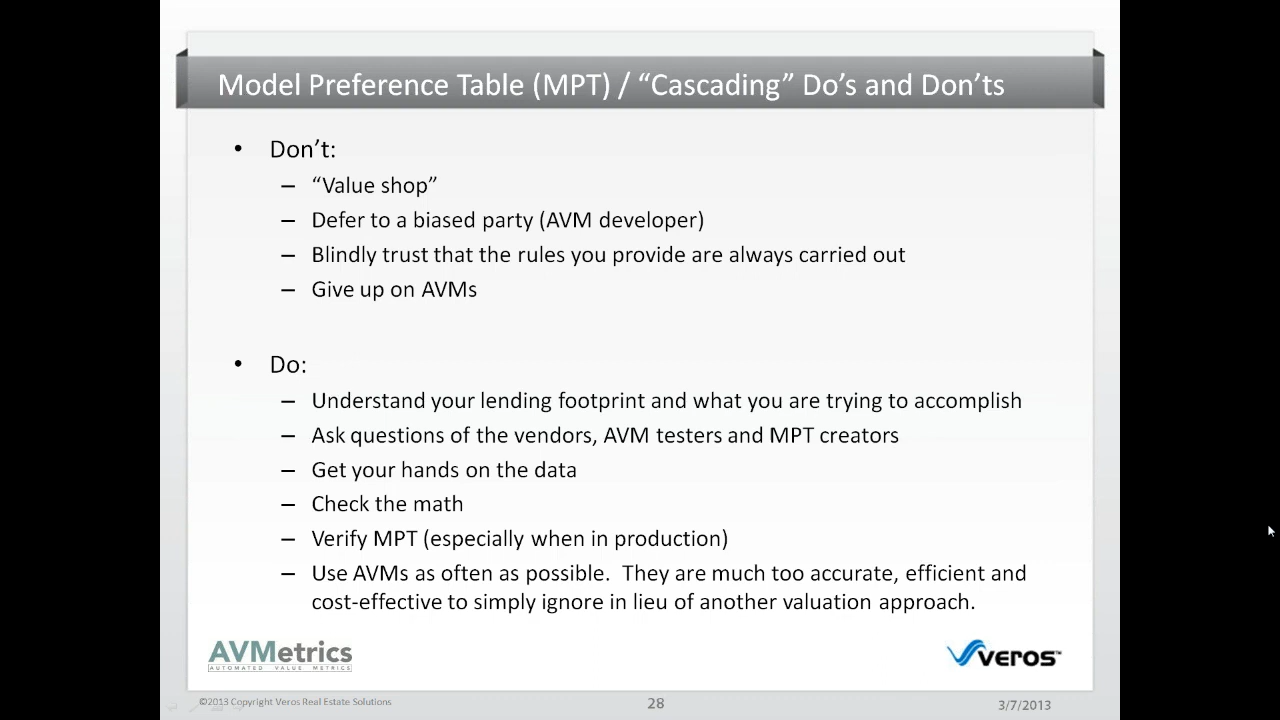 Model Preference Table (MPT) / “Cascading” Do’s and Don’ts
• Don’t:
– “Value shop”
– Defer to a biased party (AVM developer)
– Blindly trust that the rules you provide are always carried out
– Give up on AVMs
• Do:
– Understand your lending footprint and what you are trying to accomplish
– Ask questions of the vendors, AVM testers and MPT creators
– Get your hands on the data
– Check the math
– Verify MPT (especially when in production)
– Use AVMs as often as possible.  They are much too accurate, efficient and
cost-effective to simply ignore in lieu of another valuation approach.
AVMetrics
AUTOMATED VALUE METRICS
veros™
©2013 Copyright Veros Real Estate Solutions
28
3/7/2013